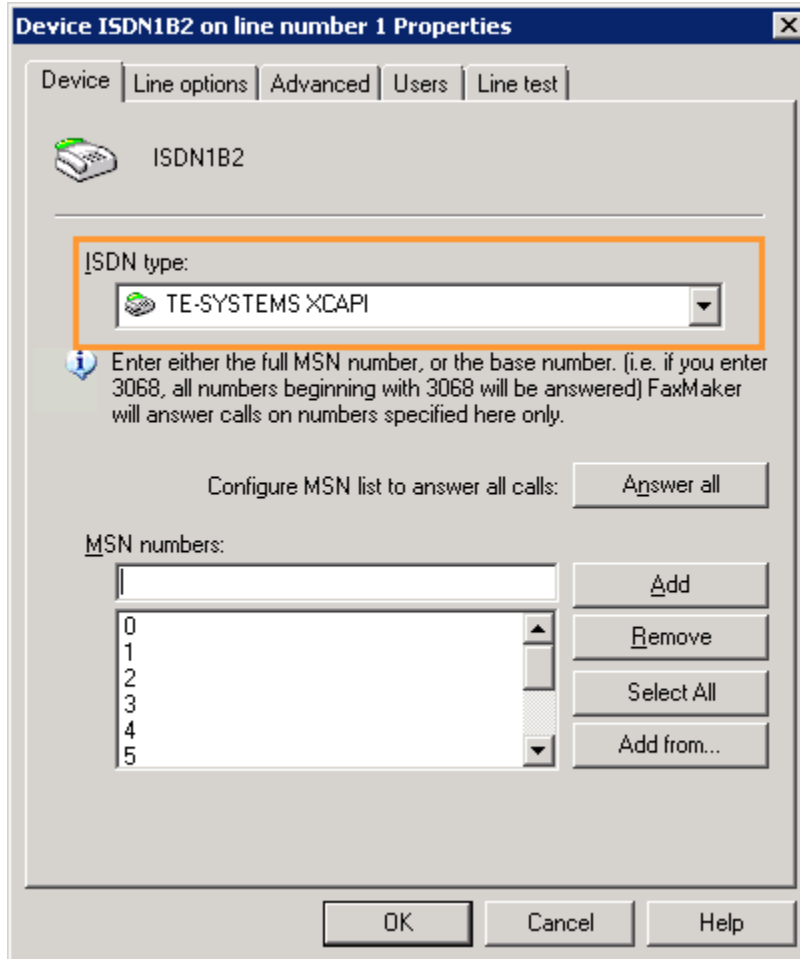 Device ISDN1B2 on line number 1 Properties
Device Line options Advanced Users Line test
ISDN1B2
ISDN type:
TE-SYSTEMS XCAPI
Enter either the full MSN number, or the base number. (i.e. if you enter
3068, all numbers beginning with 3068 will be answered) FaxMaker
will answer calls on numbers specified here only.
Configure MSN list to answer all calls: Answer all
MSN numbers:
Add
0
1
2
3
4
5
Remove
Select All
Add from...
OK Cancel Help